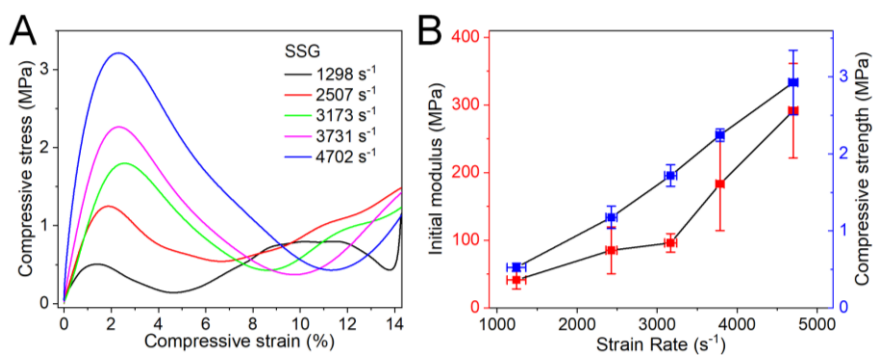 A
Compressive stress (MPa)
3
2
1
0
SSG
1298 s⁻¹
2507 s⁻¹
3173 s⁻¹
3731 s⁻¹
4702 s⁻¹
0 2 4 6 8 10 12 14
Compressive strain (%)
B
Initial modulus (MPa)
400
300
200
100
0
3
2
1
0
Compressive strength (MPa)
1000 2000 3000 4000 5000
Strain Rate (s⁻¹)